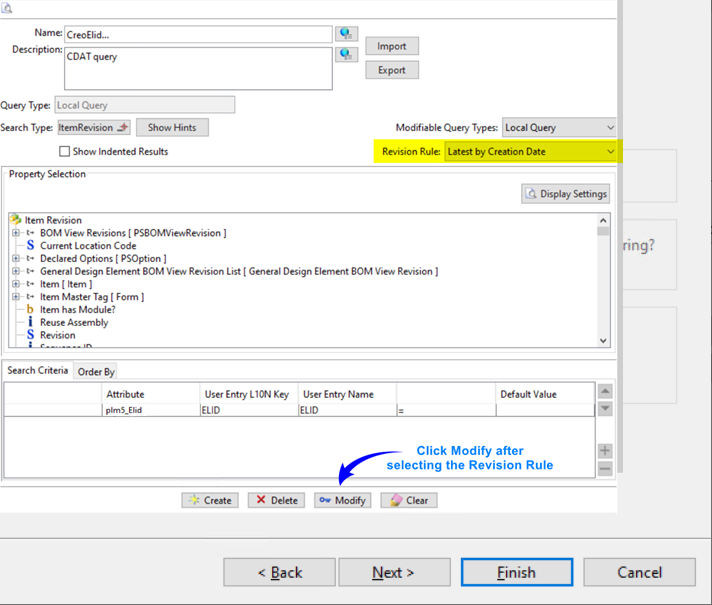 Name: CreoElid...
Description: CDAT query
Import
Export
Query Type: Local Query
Search Type: ItemRevision Show Hints Modifiable Query Types: Local Query
Show Indented Results Revision Rule: Latest by Creation Date
Property Selection
Display Settings
Item Revision
BOM View Revisions [ PSBOMViewRevision ]
S Current Location Code
Declared Options [ PSOption ]
General Design Element BOM View Revision List [ General Design Element BOM View Revision ]
Item [ Item ]
Item Master Tag [ Form ]
b Item has Module?
i Reuse Assembly
S Revision
i Sequence ID
ring?
Search Criteria Order By
Attribute User Entry L10N Key User Entry Name Default Value
plm5_Elid ELID ELID =
Click Modify after
selecting the Revision Rule
Create Delete Modify Clear
< Back Next > Finish Cancel